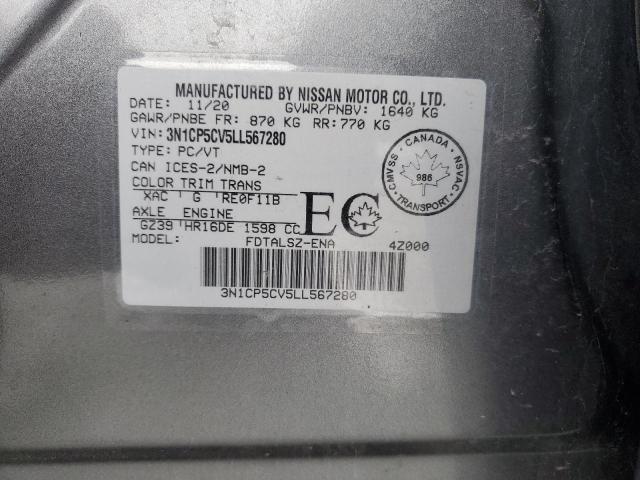 MANUFACTURED BY NISSAN MOTOR CO., LTD.
DATE: 11/20 GVWR/PNBV: 1640 KG
GAWR/PNBE FR: 870 KG RR: 770 KG
VIN: 3N1CP5CV5LL567280
TYPE: PC/VT
CAN ICES-2/NMB-2
COLOR TRIM TRANS
XAC G RE0F11B
AXLE ENGINE
GZ39 HR16DE 1598 CC
EC
MODEL: FDTALSZ-ENA 4Z000
3N1CP5CV5LL567280
CANADA
CMVSS NSVAC
986
TRANSPORT